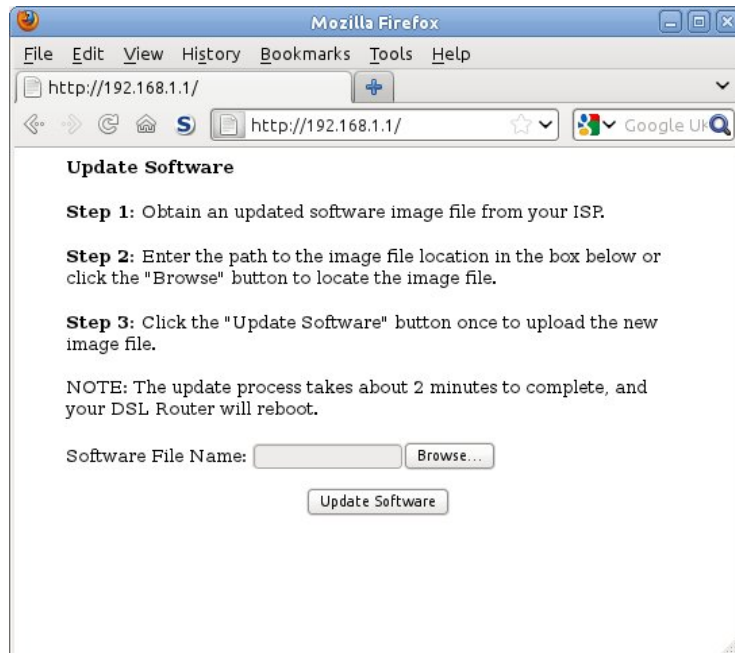 Mozilla Firefox
File Edit View History Bookmarks Tools Help
http://192.168.1.1/
S http://192.168.1.1/ Google UK
Update Software
Step 1: Obtain an updated software image file from your ISP.
Step 2: Enter the path to the image file location in the box below or
click the "Browse" button to locate the image file.
Step 3: Click the "Update Software" button once to upload the new
image file.
NOTE: The update process takes about 2 minutes to complete, and
your DSL Router will reboot.
Software File Name: Browse...
Update Software